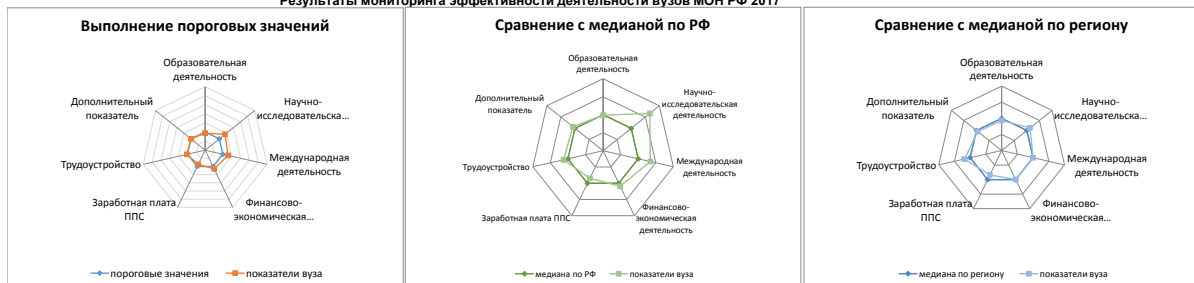 Результаты мониторинга эффективности деятельности вузов МОН РФ 2017
Выполнение пороговых значений
Образовательная
деятельность
Научно-
исследовательска...
Международная
деятельность
Финансово-
экономическая...
Заработная плата
ППС
Трудоустройство
Дополнительный
показатель
пороговые значения
показатели вуза
Сравнение с медианой по РФ
Образовательная
деятельность
Научно-
исследовательская
деятельность
Международная
деятельность
Финансово-
экономическая
деятельность
Заработная плата ППС
Трудоустройство
Дополнительный
показатель
медиана по РФ
показатели вуза
Сравнение с медианой по региону
Образовательная
деятельность
Научно-
исследовательска...
Международная
деятельность
Финансово-
экономическая...
Заработная плата
ППС
Трудоустройство
Дополнительный
показатель
медиана по региону
показатели вуза